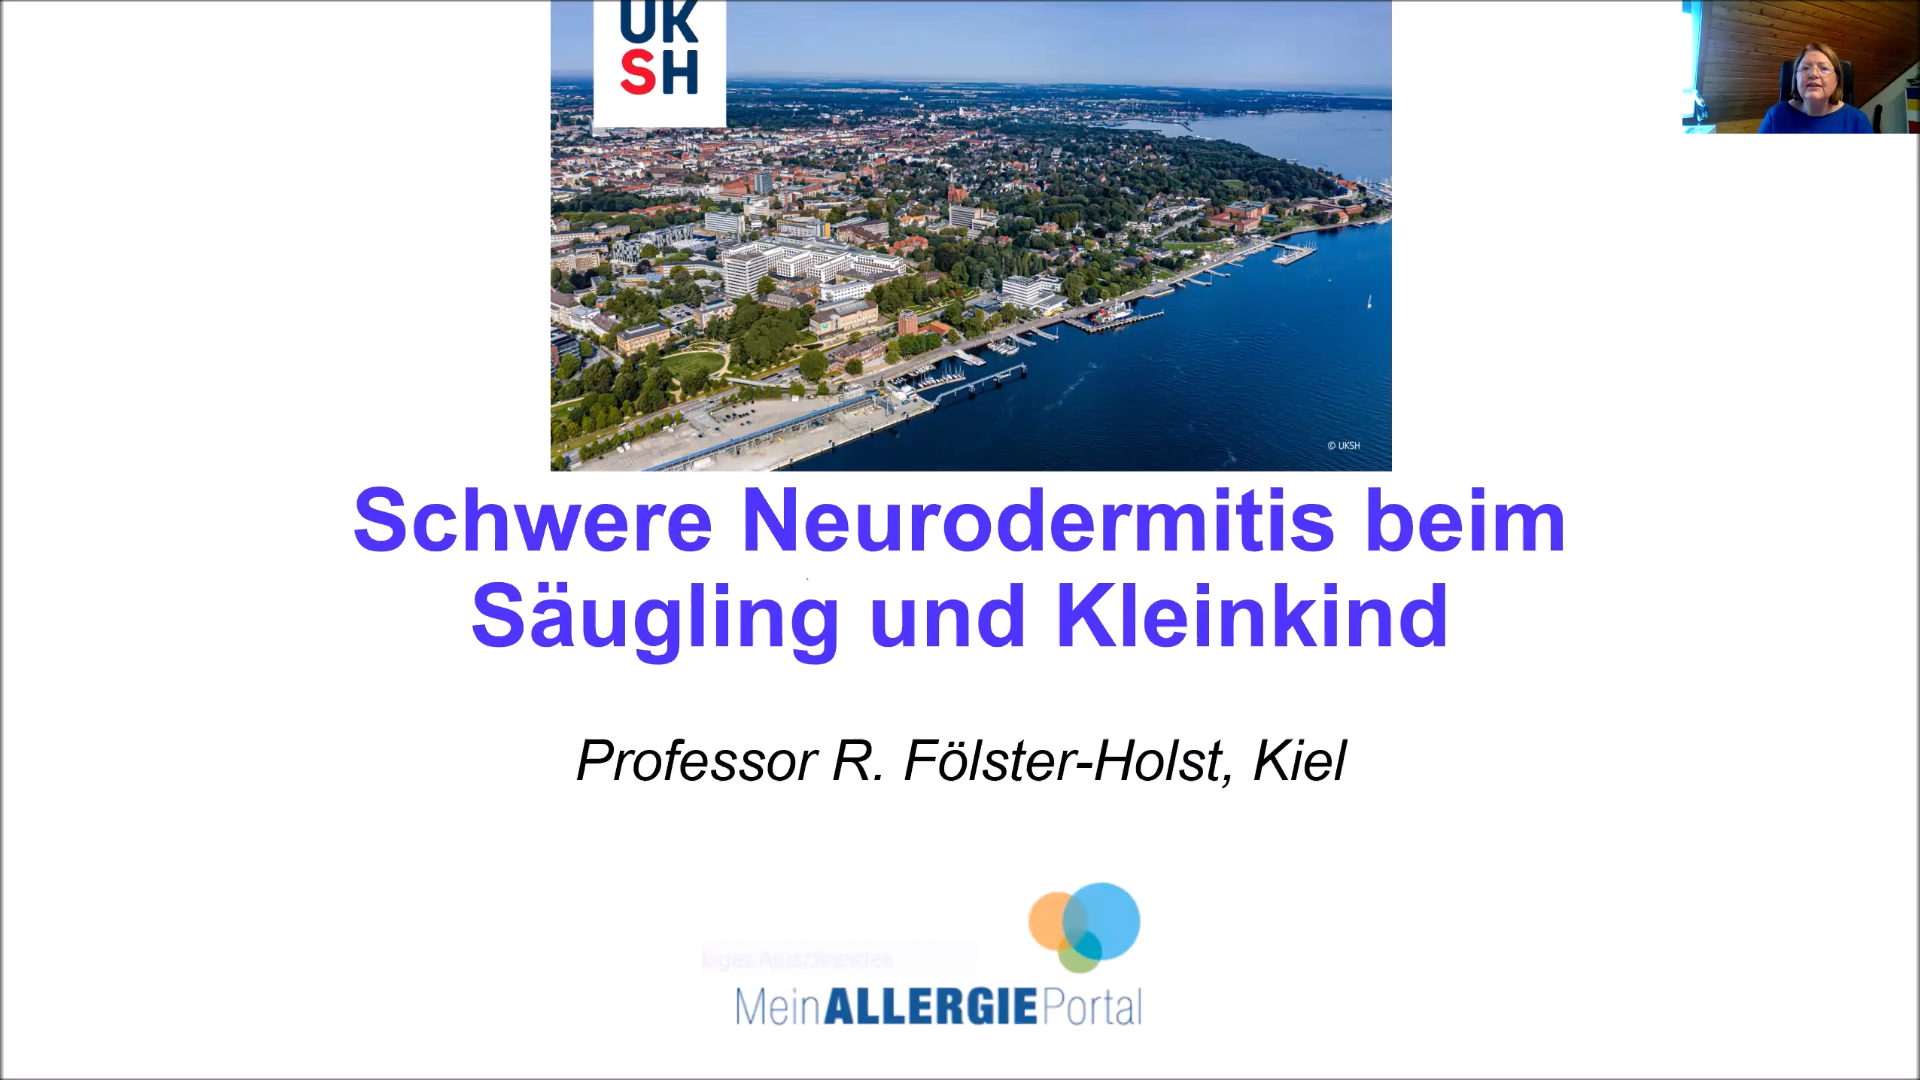 UK
SH
© UKSH
Schwere Neurodermitis beim
Säugling und Kleinkind
Professor R. Fölster-Holst, Kiel
MeinALLERGIEPortal